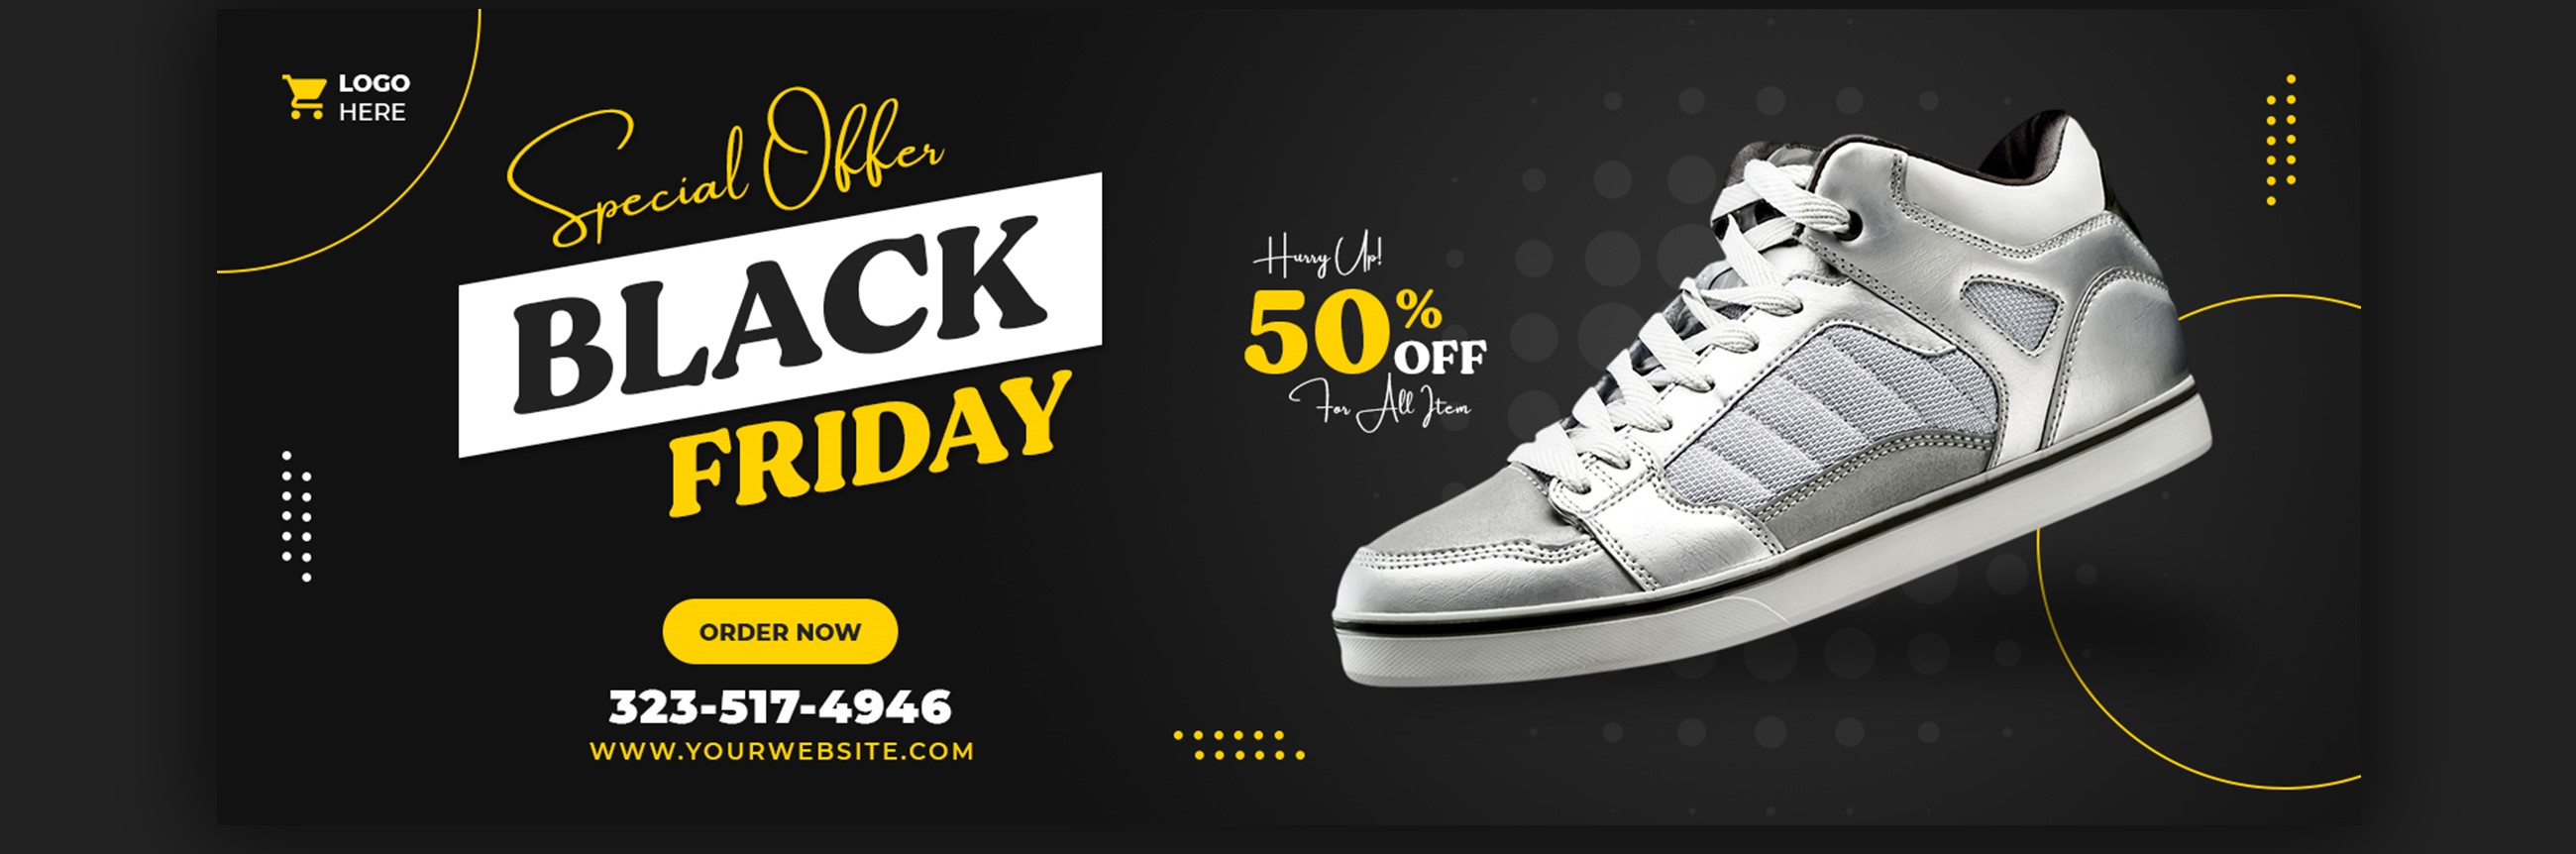 LOGO
HERE
Special Offer
BLACK
FRIDAY
ORDER NOW
323-517-4946
WWW.YOURWEBSITE.COM
Hurry Up!
50%
OFF
For All Item